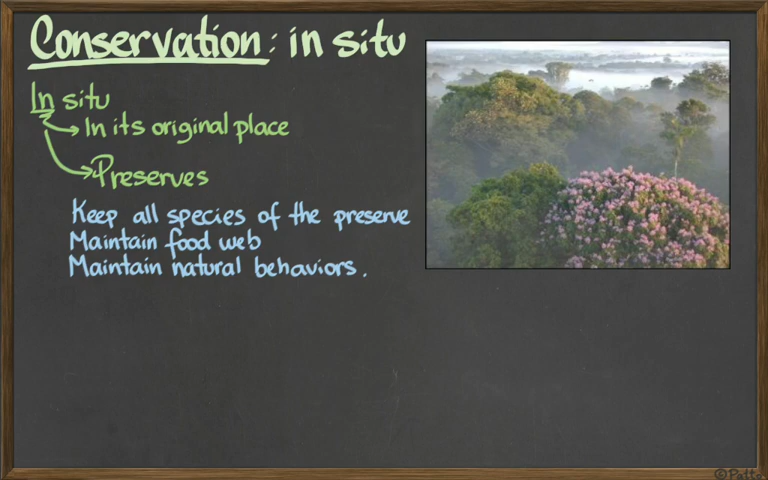 Conservation: in situ
In situ
In its original place
Preserves
Keep all species of the preserve
Maintain food web
Maintain natural behaviors.